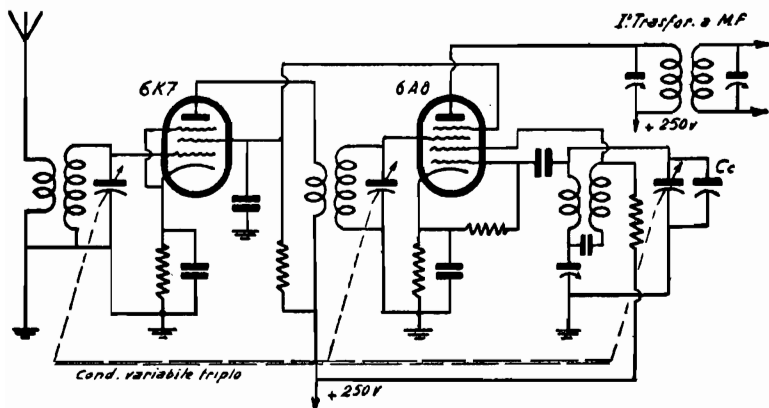 I.° Trasfor. a MF
6K7
6A8
+ 250v
Cc
Cond. variabile triplo
+ 250v